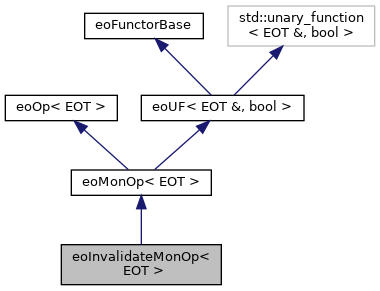 eoFunctorBase
std::unary_function
< EOT &, bool >
eoOp< EOT >
eoUF< EOT &, bool >
eoMonOp< EOT >
eoInvalidateMonOp<
EOT >